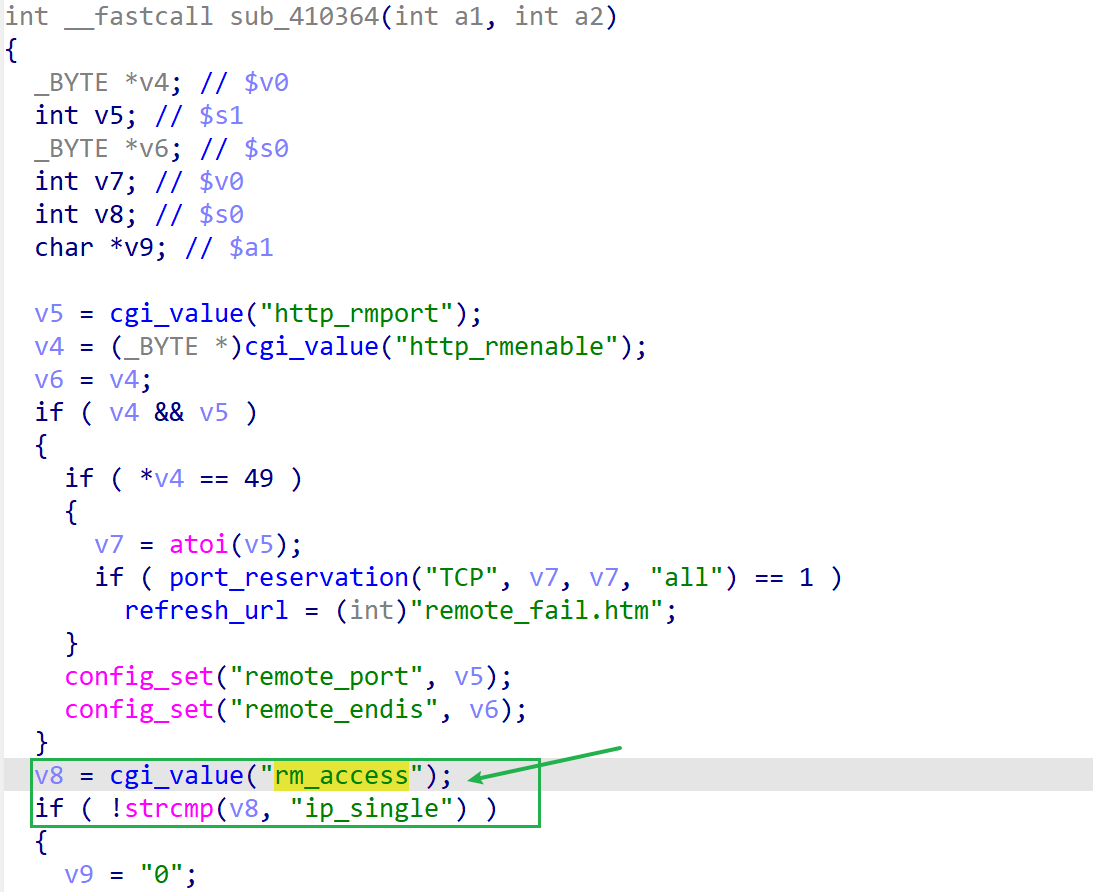 int __fastcall sub_410364(int a1, int a2)
{
  _BYTE *v4; // $v0
  int v5; // $s1
  _BYTE *v6; // $s0
  int v7; // $v0
  int v8; // $s0
  char *v9; // $a1

  v5 = cgi_value("http_rmport");
  v4 = (_BYTE *)cgi_value("http_rmenable");
  v6 = v4;
  if ( v4 && v5 )
  {
    if ( *v4 == 49 )
    {
      v7 = atoi(v5);
      if ( port_reservation("TCP", v7, v7, "all") == 1 )
        refresh_url = (int)"remote_fail.htm";
    }
    config_set("remote_port", v5);
    config_set("remote_endis", v6);
  }
  v8 = cgi_value("rm_access");
  if ( !strcmp(v8, "ip_single") )
  {
    v9 = "0";